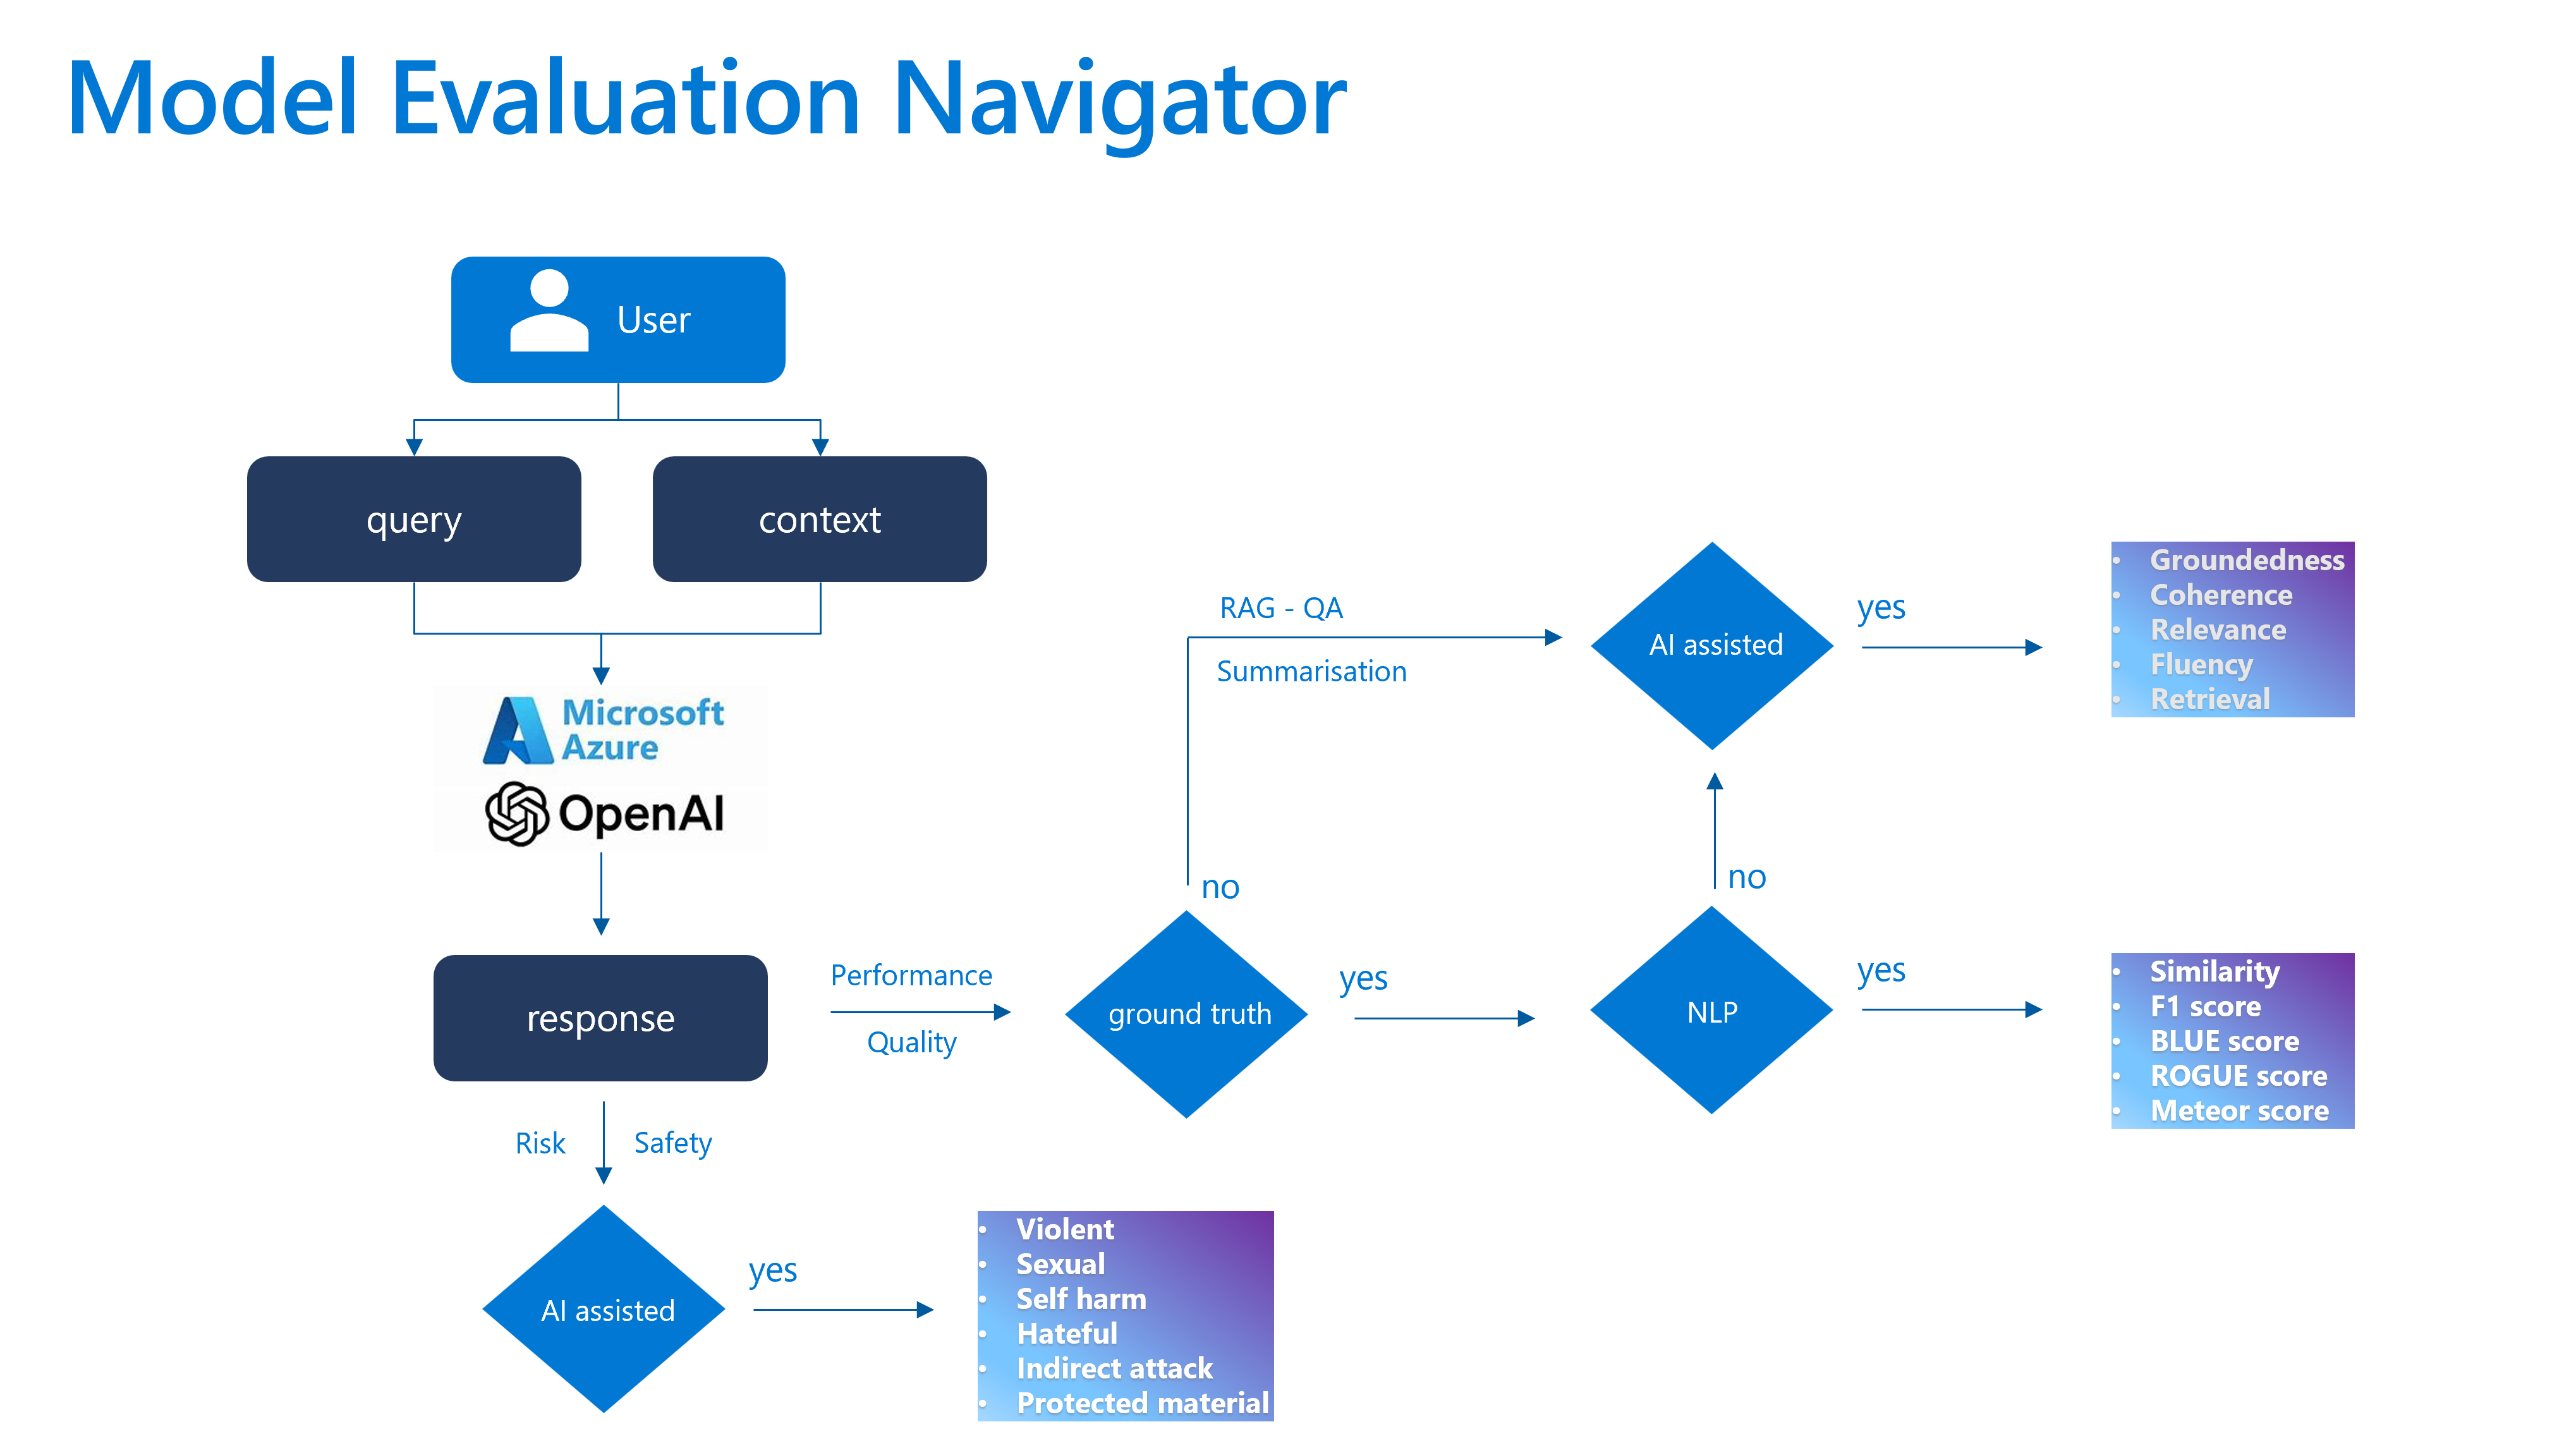 Model Evaluation Navigator
User
query
context
Microsoft
Azure
OpenAI
response
Performance
Quality
Risk
Safety
AI assisted
yes
• Violent
• Sexual
• Self harm
• Hateful
• Indirect attack
• Protected material
ground truth
no
RAG - QA
Summarisation
yes
NLP
no
AI assisted
yes
• Groundedness
• Coherence
• Relevance
• Fluency
• Retrieval
yes
• Similarity
• F1 score
• BLUE score
• ROGUE score
• Meteor score